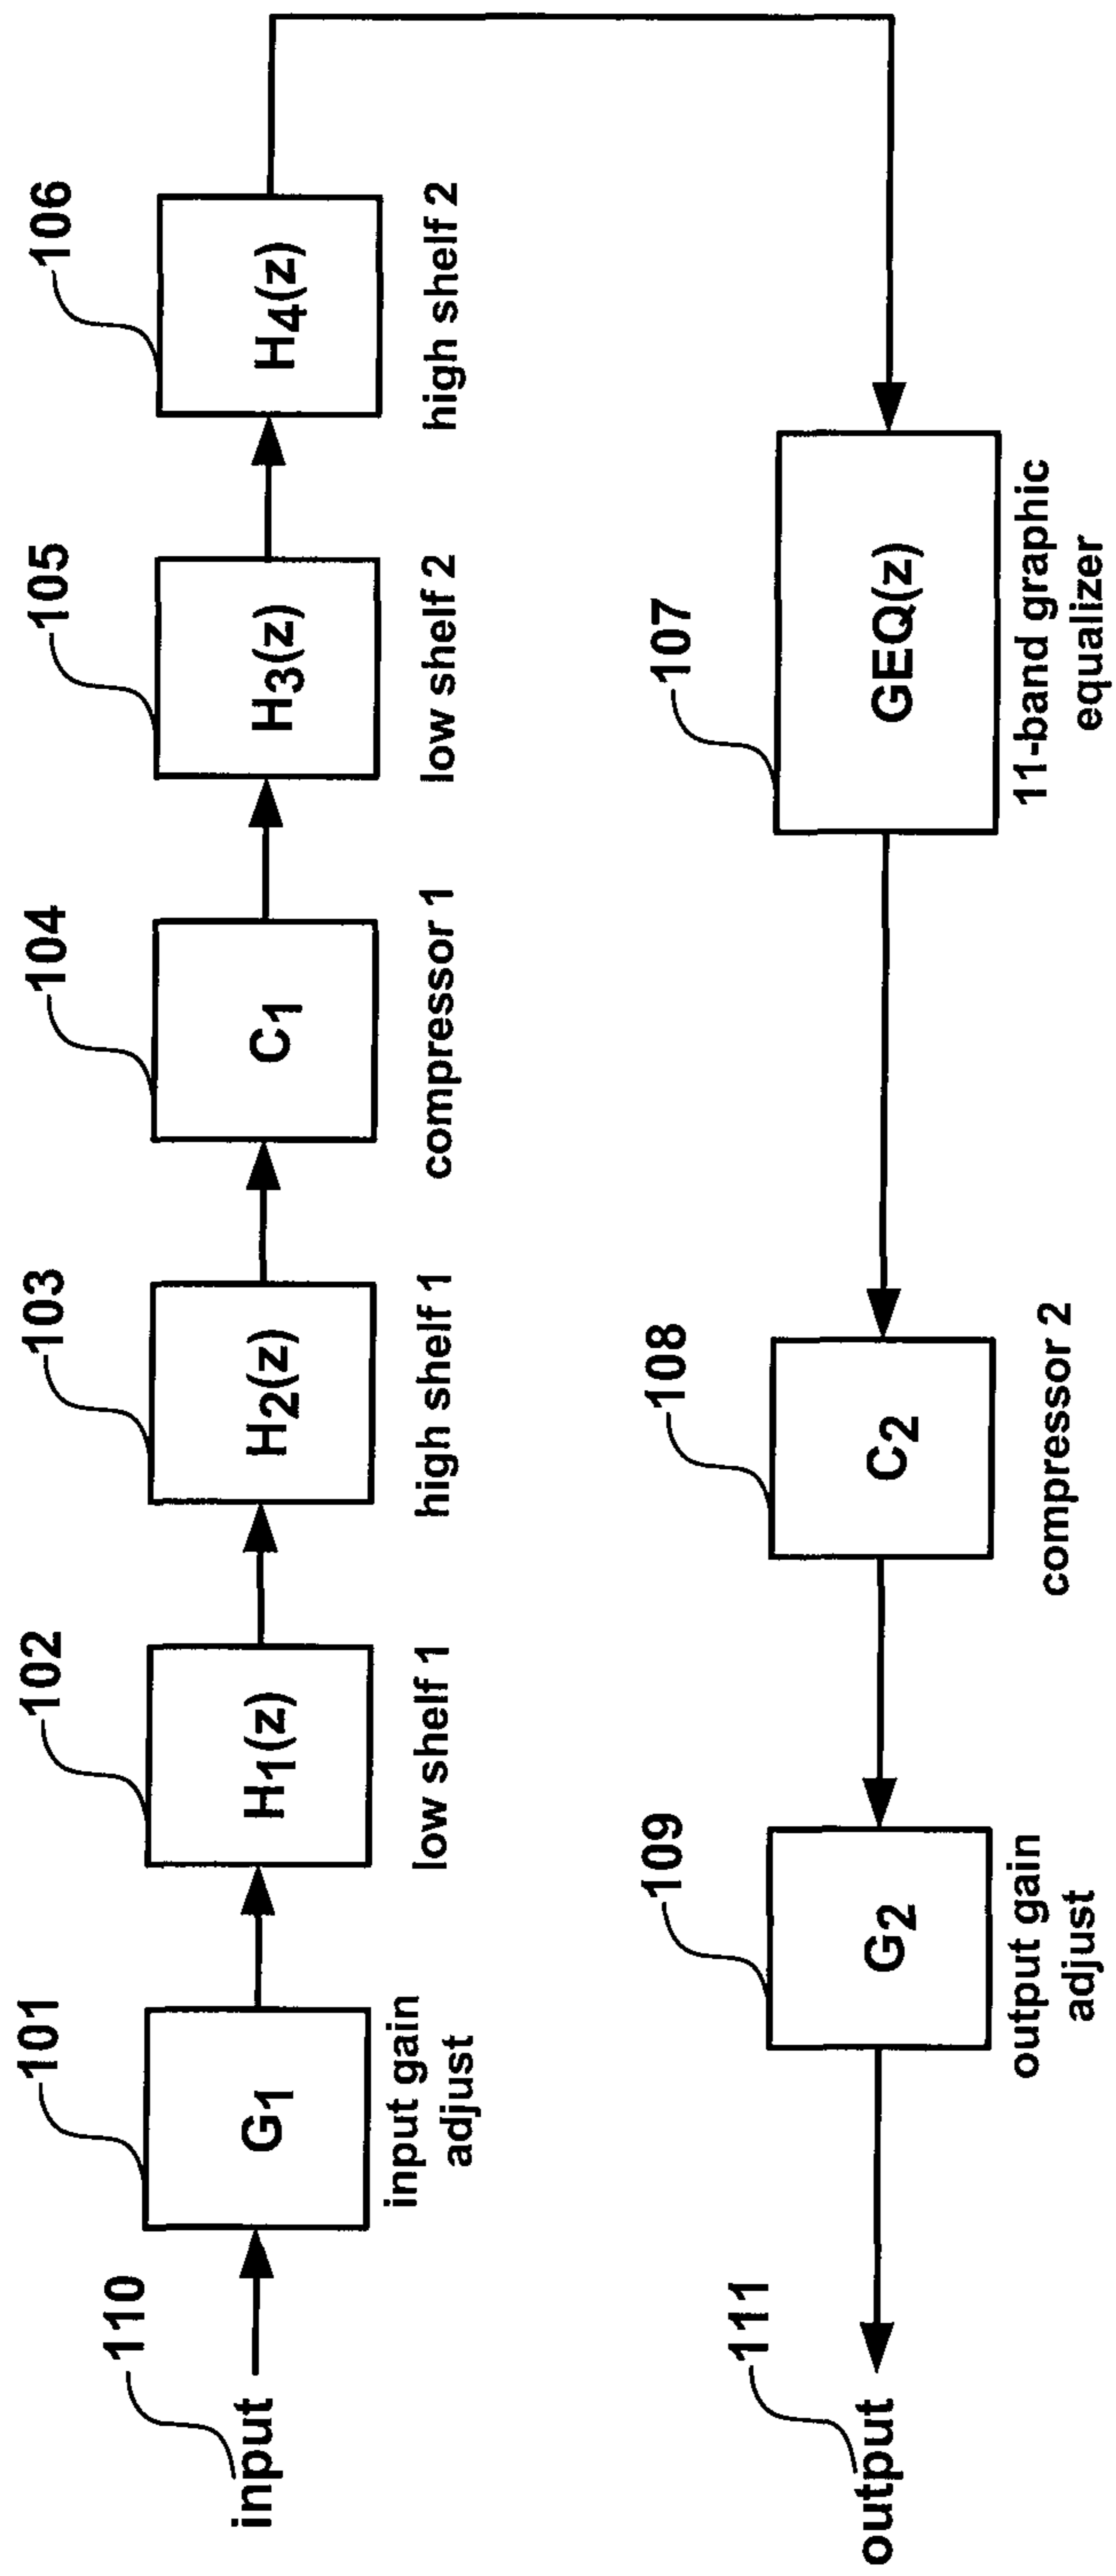 110
input
101
G1
input gain
adjust
102
H1(z)
low shelf 1
103
H2(z)
high shelf 1
104
C1
compressor 1
105
H3(z)
low shelf 2
106
H4(z)
high shelf 2
107
GEQ(z)
11-band graphic
equalizer
108
C2
compressor 2
109
G2
output gain
adjust
111
output